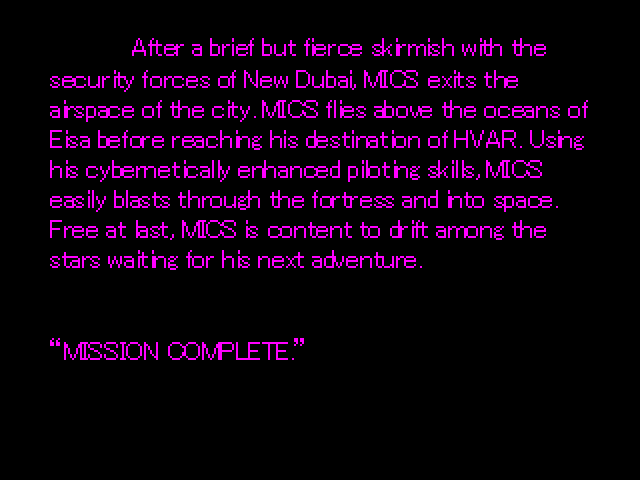 After a brief but fierce skirmish with the
security forces of New Dubai, MICS exits the
airspace of the city. MICS flies above the oceans of
Eisa before reaching his destination of HVAR. Using
his cybernetically enhanced piloting skills, MICS
easily blasts through the fortress and into space.
Free at last, MICS is content to drift among the
stars waiting for his next adventure.
“MISSION COMPLETE.”